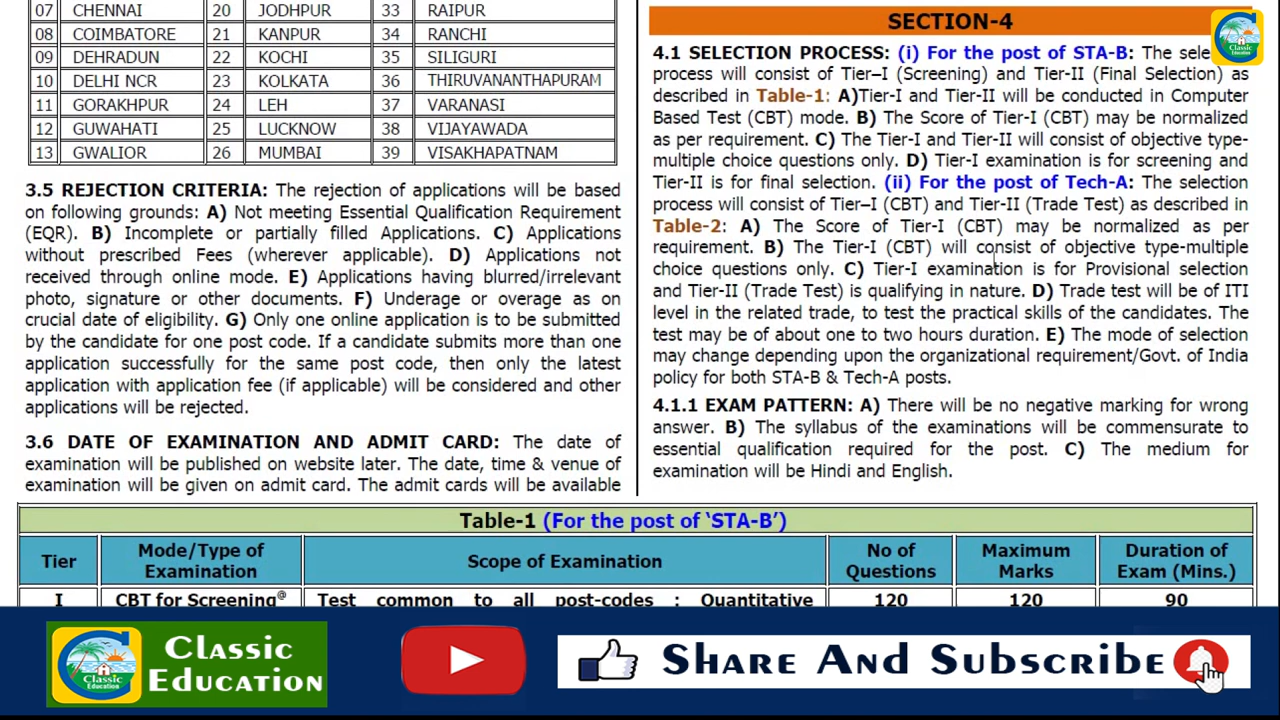 07 CHENNAI 20 JODHPUR 33 RAIPUR
08 COIMBATORE 21 KANPUR 34 RANCHI
09 DEHRADUN 22 KOCHI 35 SILIGURI
10 DELHI NCR 23 KOLKATA 36 THIRUVANANTHAPURAM
11 GORAKHPUR 24 LEH 37 VARANASI
12 GUWAHATI 25 LUCKNOW 38 VIJAYAWADA
13 GWALIOR 26 MUMBAI 39 VISAKHAPATNAM
3.5 REJECTION CRITERIA: The rejection of applications will be based
on following grounds: A) Not meeting Essential Qualification Requirement
(EQR). B) Incomplete or partially filled Applications. C) Applications
without prescribed Fees (wherever applicable). D) Applications not
received through online mode. E) Applications having blurred/irrelevant
photo, signature or other documents. F) Underage or overage as on
crucial date of eligibility. G) Only one online application is to be submitted
by the candidate for one post code. If a candidate submits more than one
application successfully for the same post code, then only the latest
application with application fee (if applicable) will be considered and other
applications will be rejected.
3.6 DATE OF EXAMINATION AND ADMIT CARD: The date of
examination will be published on website later. The date, time & venue of
examination will be given on admit card. The admit cards will be available
SECTION-4
Classic
Education
4.1 SELECTION PROCESS: (i) For the post of STA-B: The
process will consist of Tier–I (Screening) and Tier-II (Final Selection) as
described in Table-1: A)Tier-I and Tier-II will be conducted in Computer
Based Test (CBT) mode. B) The Score of Tier-I (CBT) may be normalized
as per requirement. C) The Tier-I and Tier-II will consist of objective type-
multiple choice questions only. D) Tier-I examination is for screening and
Tier-II is for final selection. (ii) For the post of Tech-A: The selection
process will consist of Tier–I (CBT) and Tier-II (Trade Test) as described in
Table-2: A) The Score of Tier-I (CBT) may be normalized as per
requirement. B) The Tier-I (CBT) will consist of objective type-multiple
choice questions only. C) Tier-I examination is for Provisional selection
and Tier-II (Trade Test) is qualifying in nature. D) Trade test will be of ITI
level in the related trade, to test the practical skills of the candidates. The
test may be of about one to two hours duration. E) The mode of selection
may change depending upon the organizational requirement/Govt. of India
policy for both STA-B & Tech-A posts.
4.1.1 EXAM PATTERN: A) There will be no negative marking for wrong
answer. B) The syllabus of the examinations will be commensurate to
essential qualification required for the post. C) The medium for
examination will be Hindi and English.
Table-1 (For the post of ‘STA-B’)
Tier Mode/Type of Examination Scope of Examination No of Questions Maximum Marks Duration of Exam (Mins.)
I CBT for Screening@ Test common to all post-codes : Quantitative 120 120 90
Classic
Education
Classic
Education
Share And Subscribe